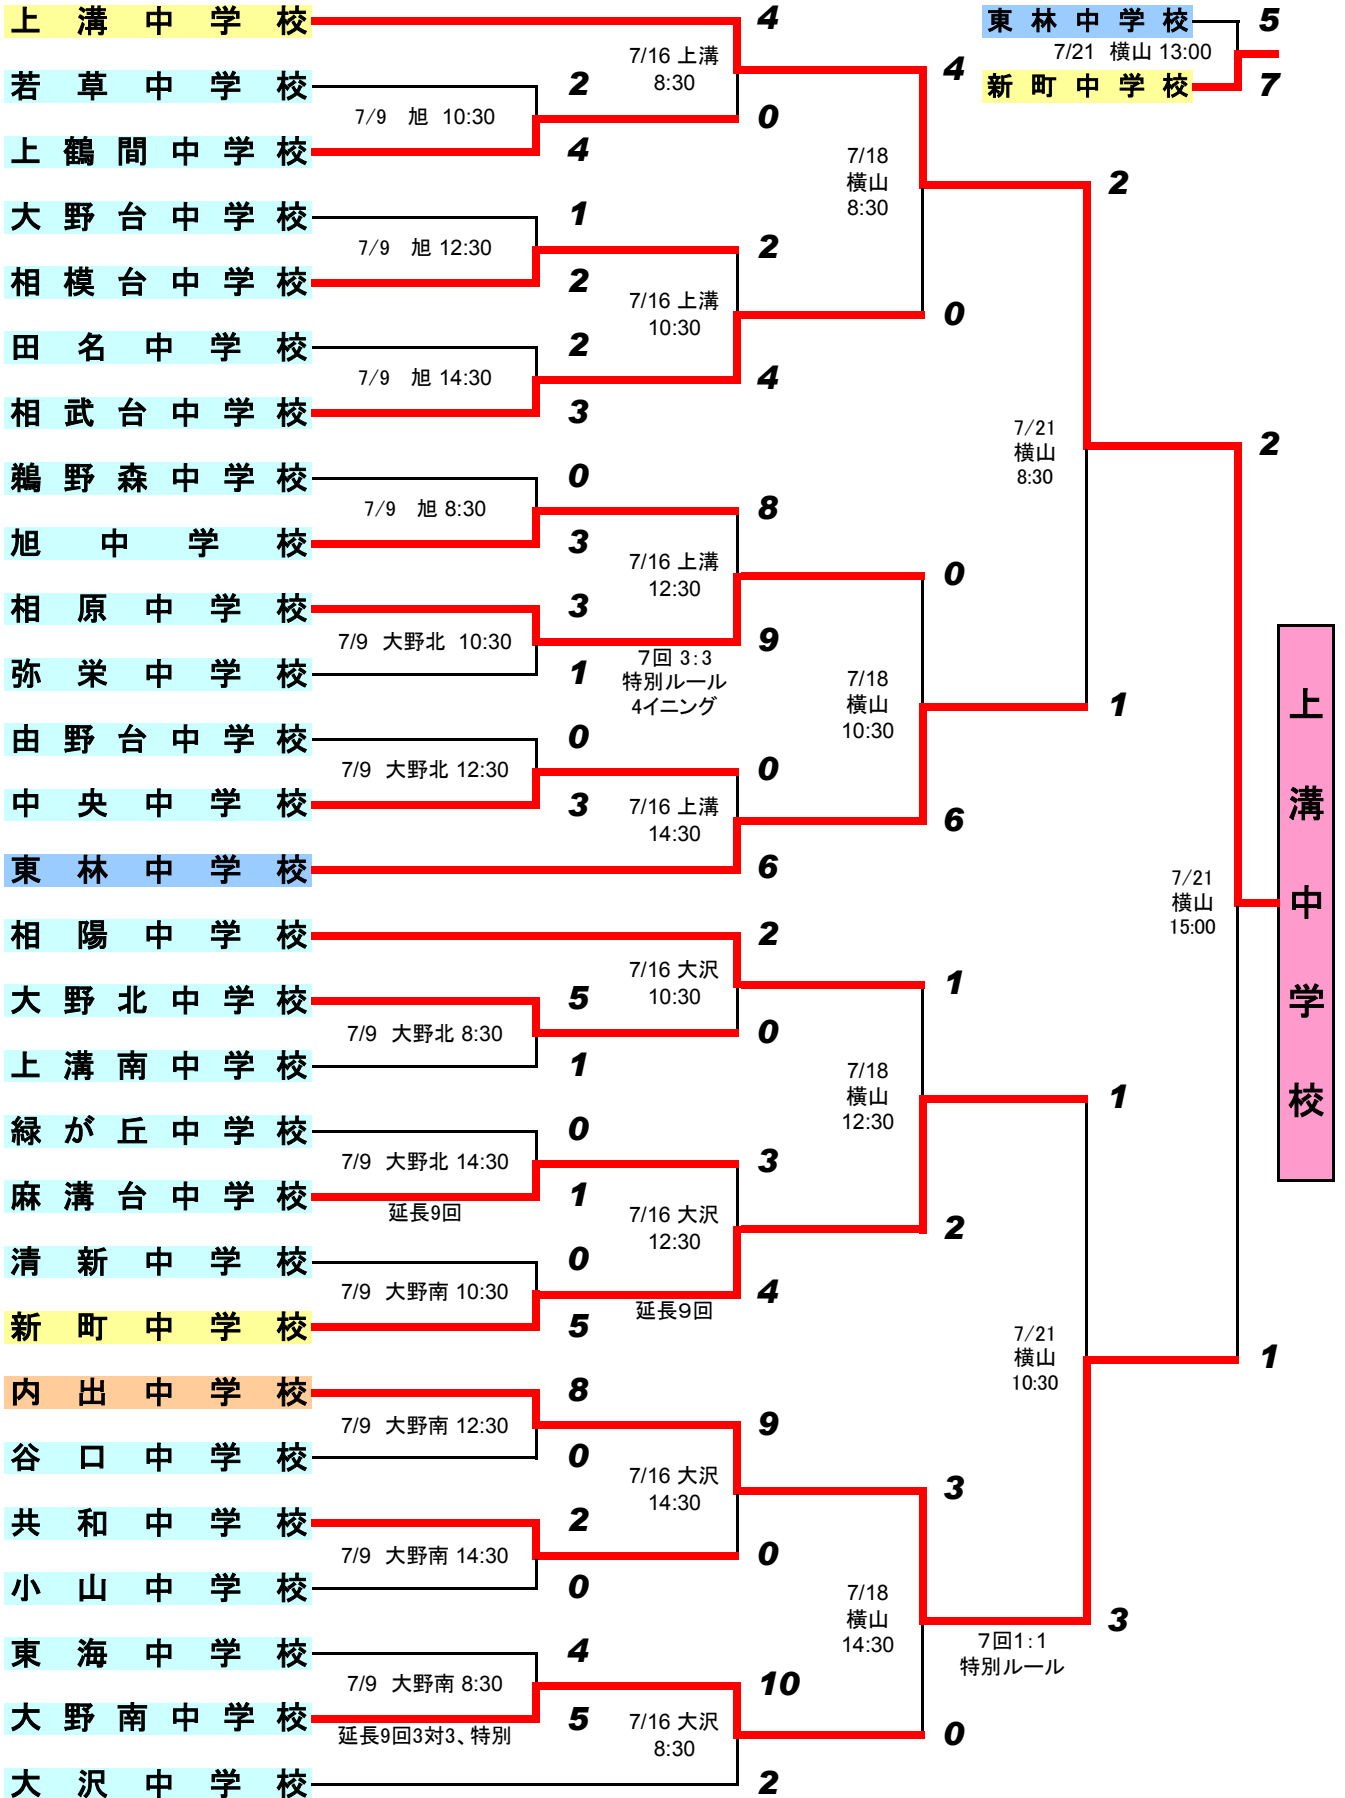 上溝中学校
4
東林中学校
5
7/16 上溝
8:30
7/21 横山 13:00
4
若草中学校
2
新町中学校
7
7/9 旭 10:30
0
上鶴間中学校
4
7/18
横山
8:30
2
大野台中学校
1
7/9 旭 12:30
2
相模台中学校
2
7/16 上溝
10:30
0
田名中学校
2
7/9 旭 14:30
4
相武台中学校
3
7/21
横山
8:30
2
鵜野森中学校
0
7/9 旭 8:30
8
旭中学校
3
7/16 上溝
12:30
0
相原中学校
3
7/9 大野北 10:30
9
弥栄中学校
1
7回 3:3
特別ルール
4イニング
7/18
横山
10:30
1
上溝中学校
由野台中学校
0
7/9 大野北 12:30
0
中央中学校
3
7/16 上溝
14:30
6
東林中学校
6
7/21
横山
15:00
相陽中学校
2
7/16 大沢
10:30
1
大野北中学校
5
7/9 大野北 8:30
0
上溝南中学校
1
7/18
横山
12:30
1
緑が丘中学校
0
7/9 大野北 14:30
3
麻溝台中学校
1
延長9回
7/16 大沢
12:30
2
清新中学校
0
7/9 大野南 10:30
4
延長9回
新町中学校
5
7/21
横山
10:30
1
内出中学校
8
7/9 大野南 12:30
9
谷口中学校
0
7/16 大沢
14:30
3
共和中学校
2
7/9 大野南 14:30
0
小山中学校
0
7/18
横山
14:30
3
7回1:1
特別ルール
東海中学校
4
7/9 大野南 8:30
10
大野南中学校
5
延長9回3対3、特別
7/16 大沢
8:30
0
大沢中学校
2